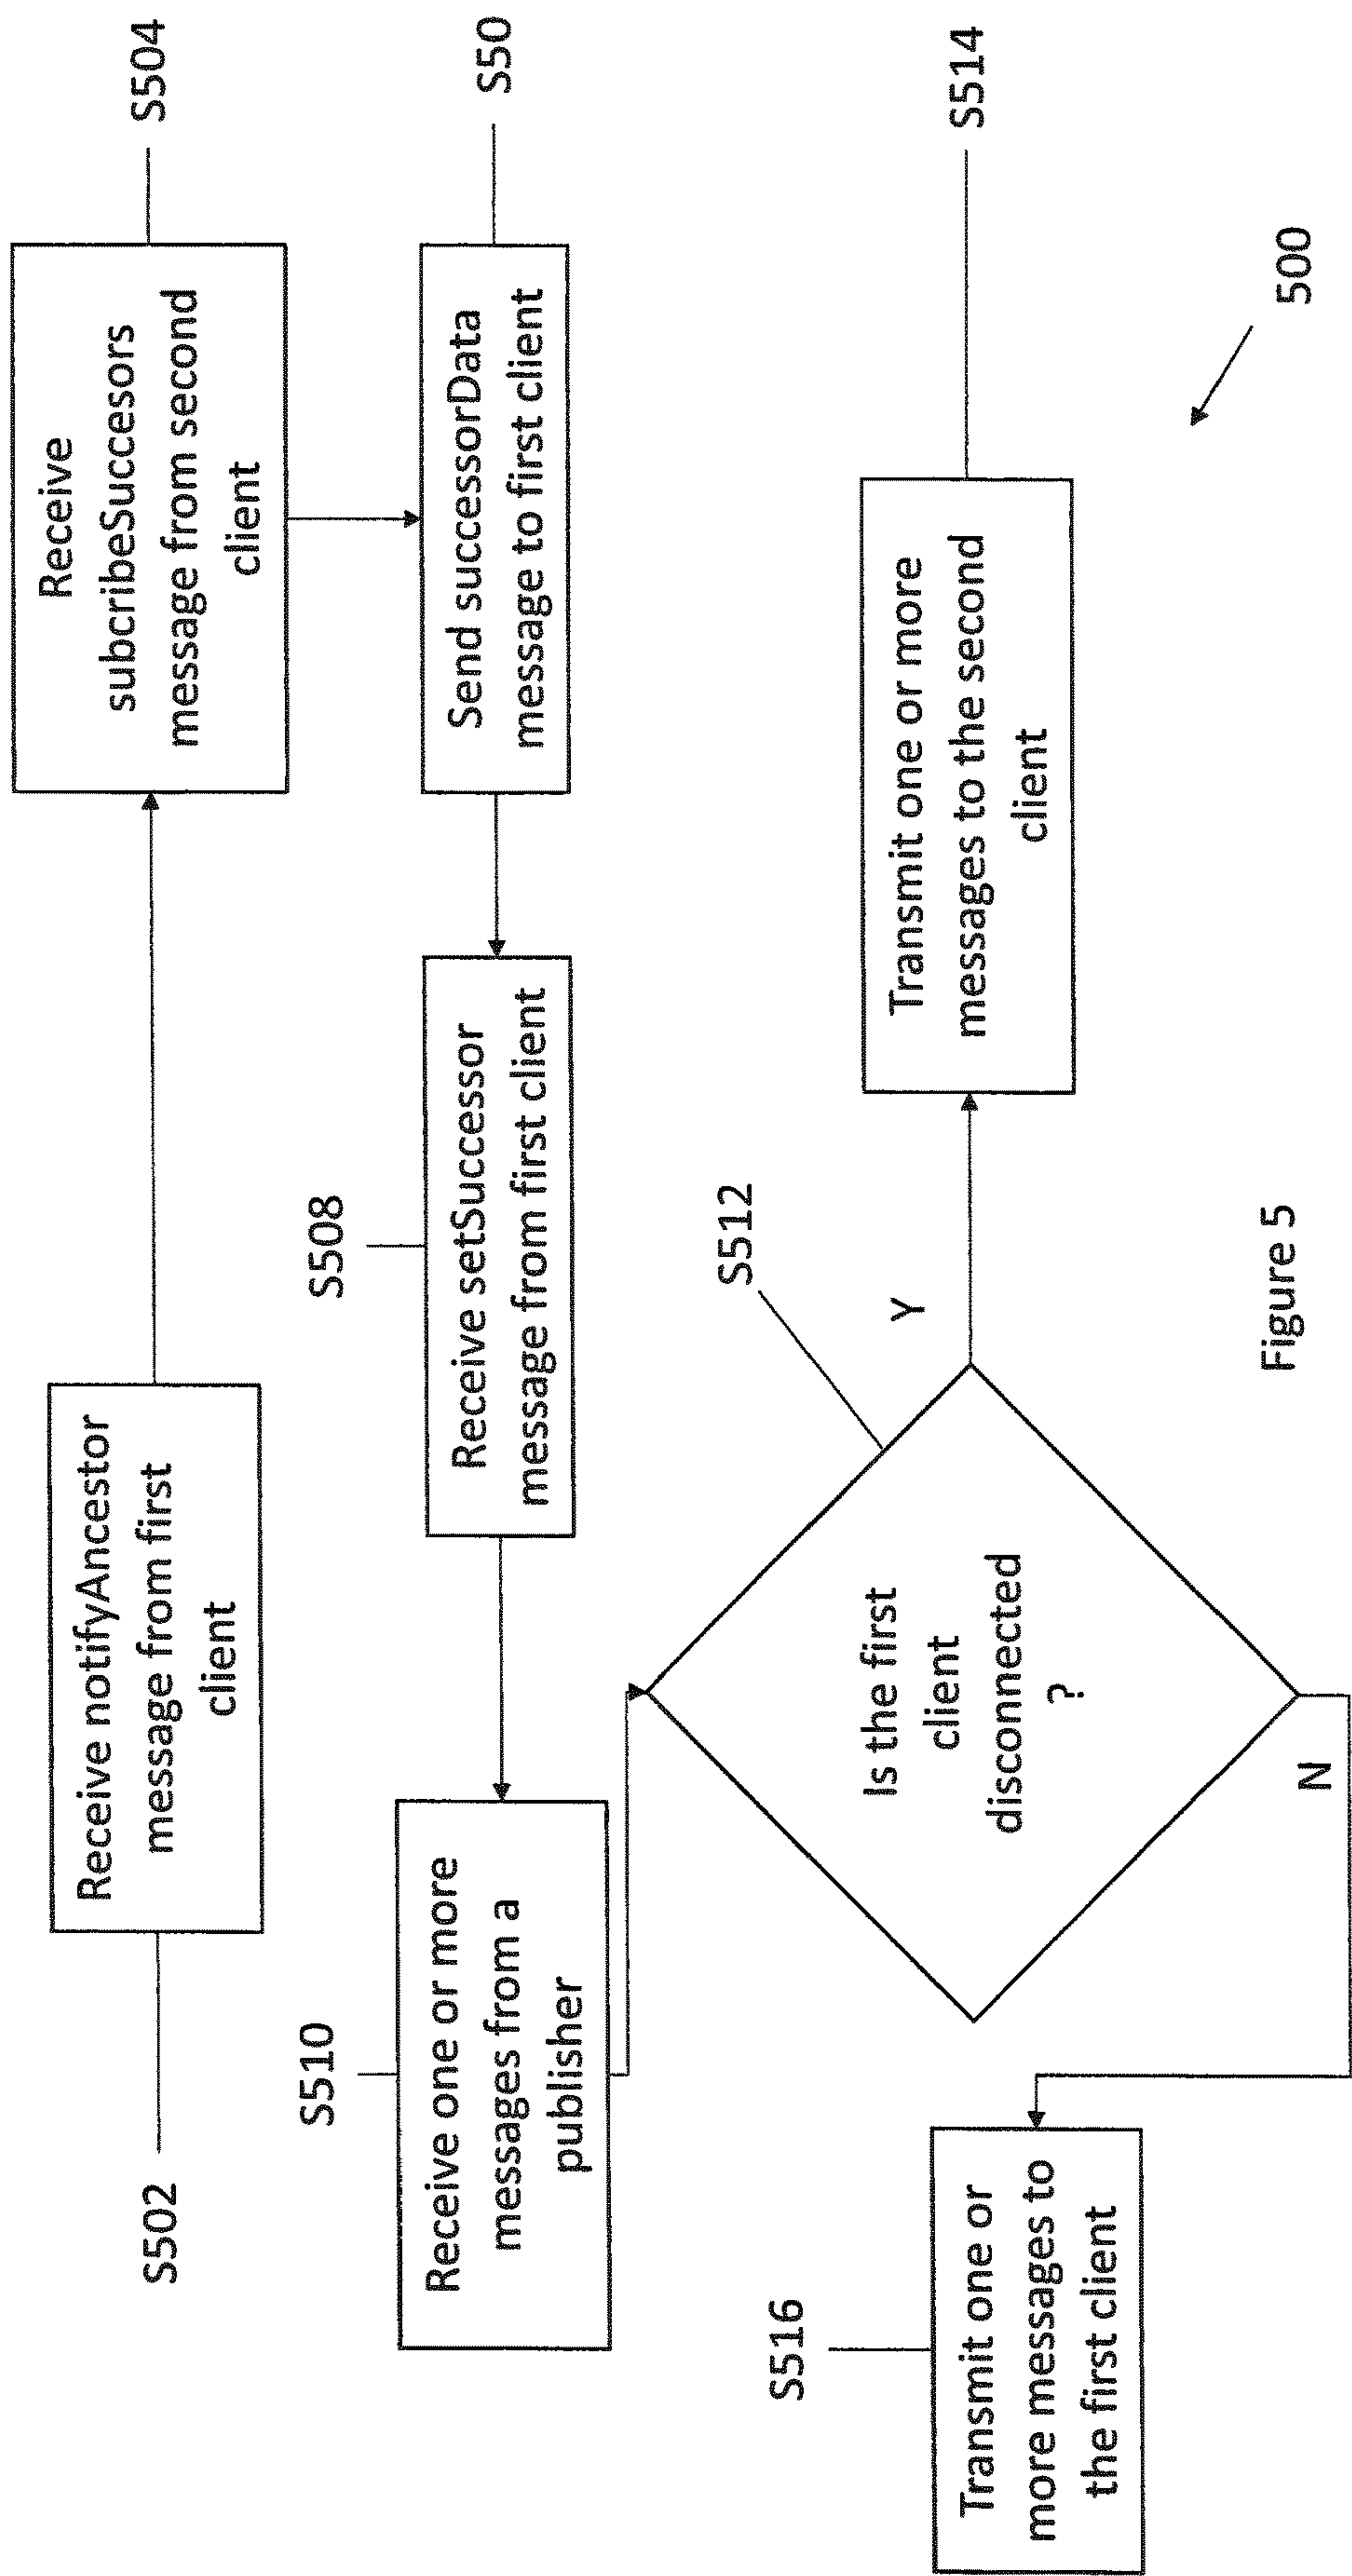 S502
Receive notifyAncestor
message from first
client
Receive
subcribeSuccesors
message from second
client
S504
Send successorData
message to first client
S50
S508
Receive setSuccessor
message from first client
S510
Receive one or more
messages from a
publisher
S512
Is the first
client
disconnected
?
Y
N
Transmit one or more
messages to the second
client
S514
S516
Transmit one or
more messages to
the first client
500
Figure 5